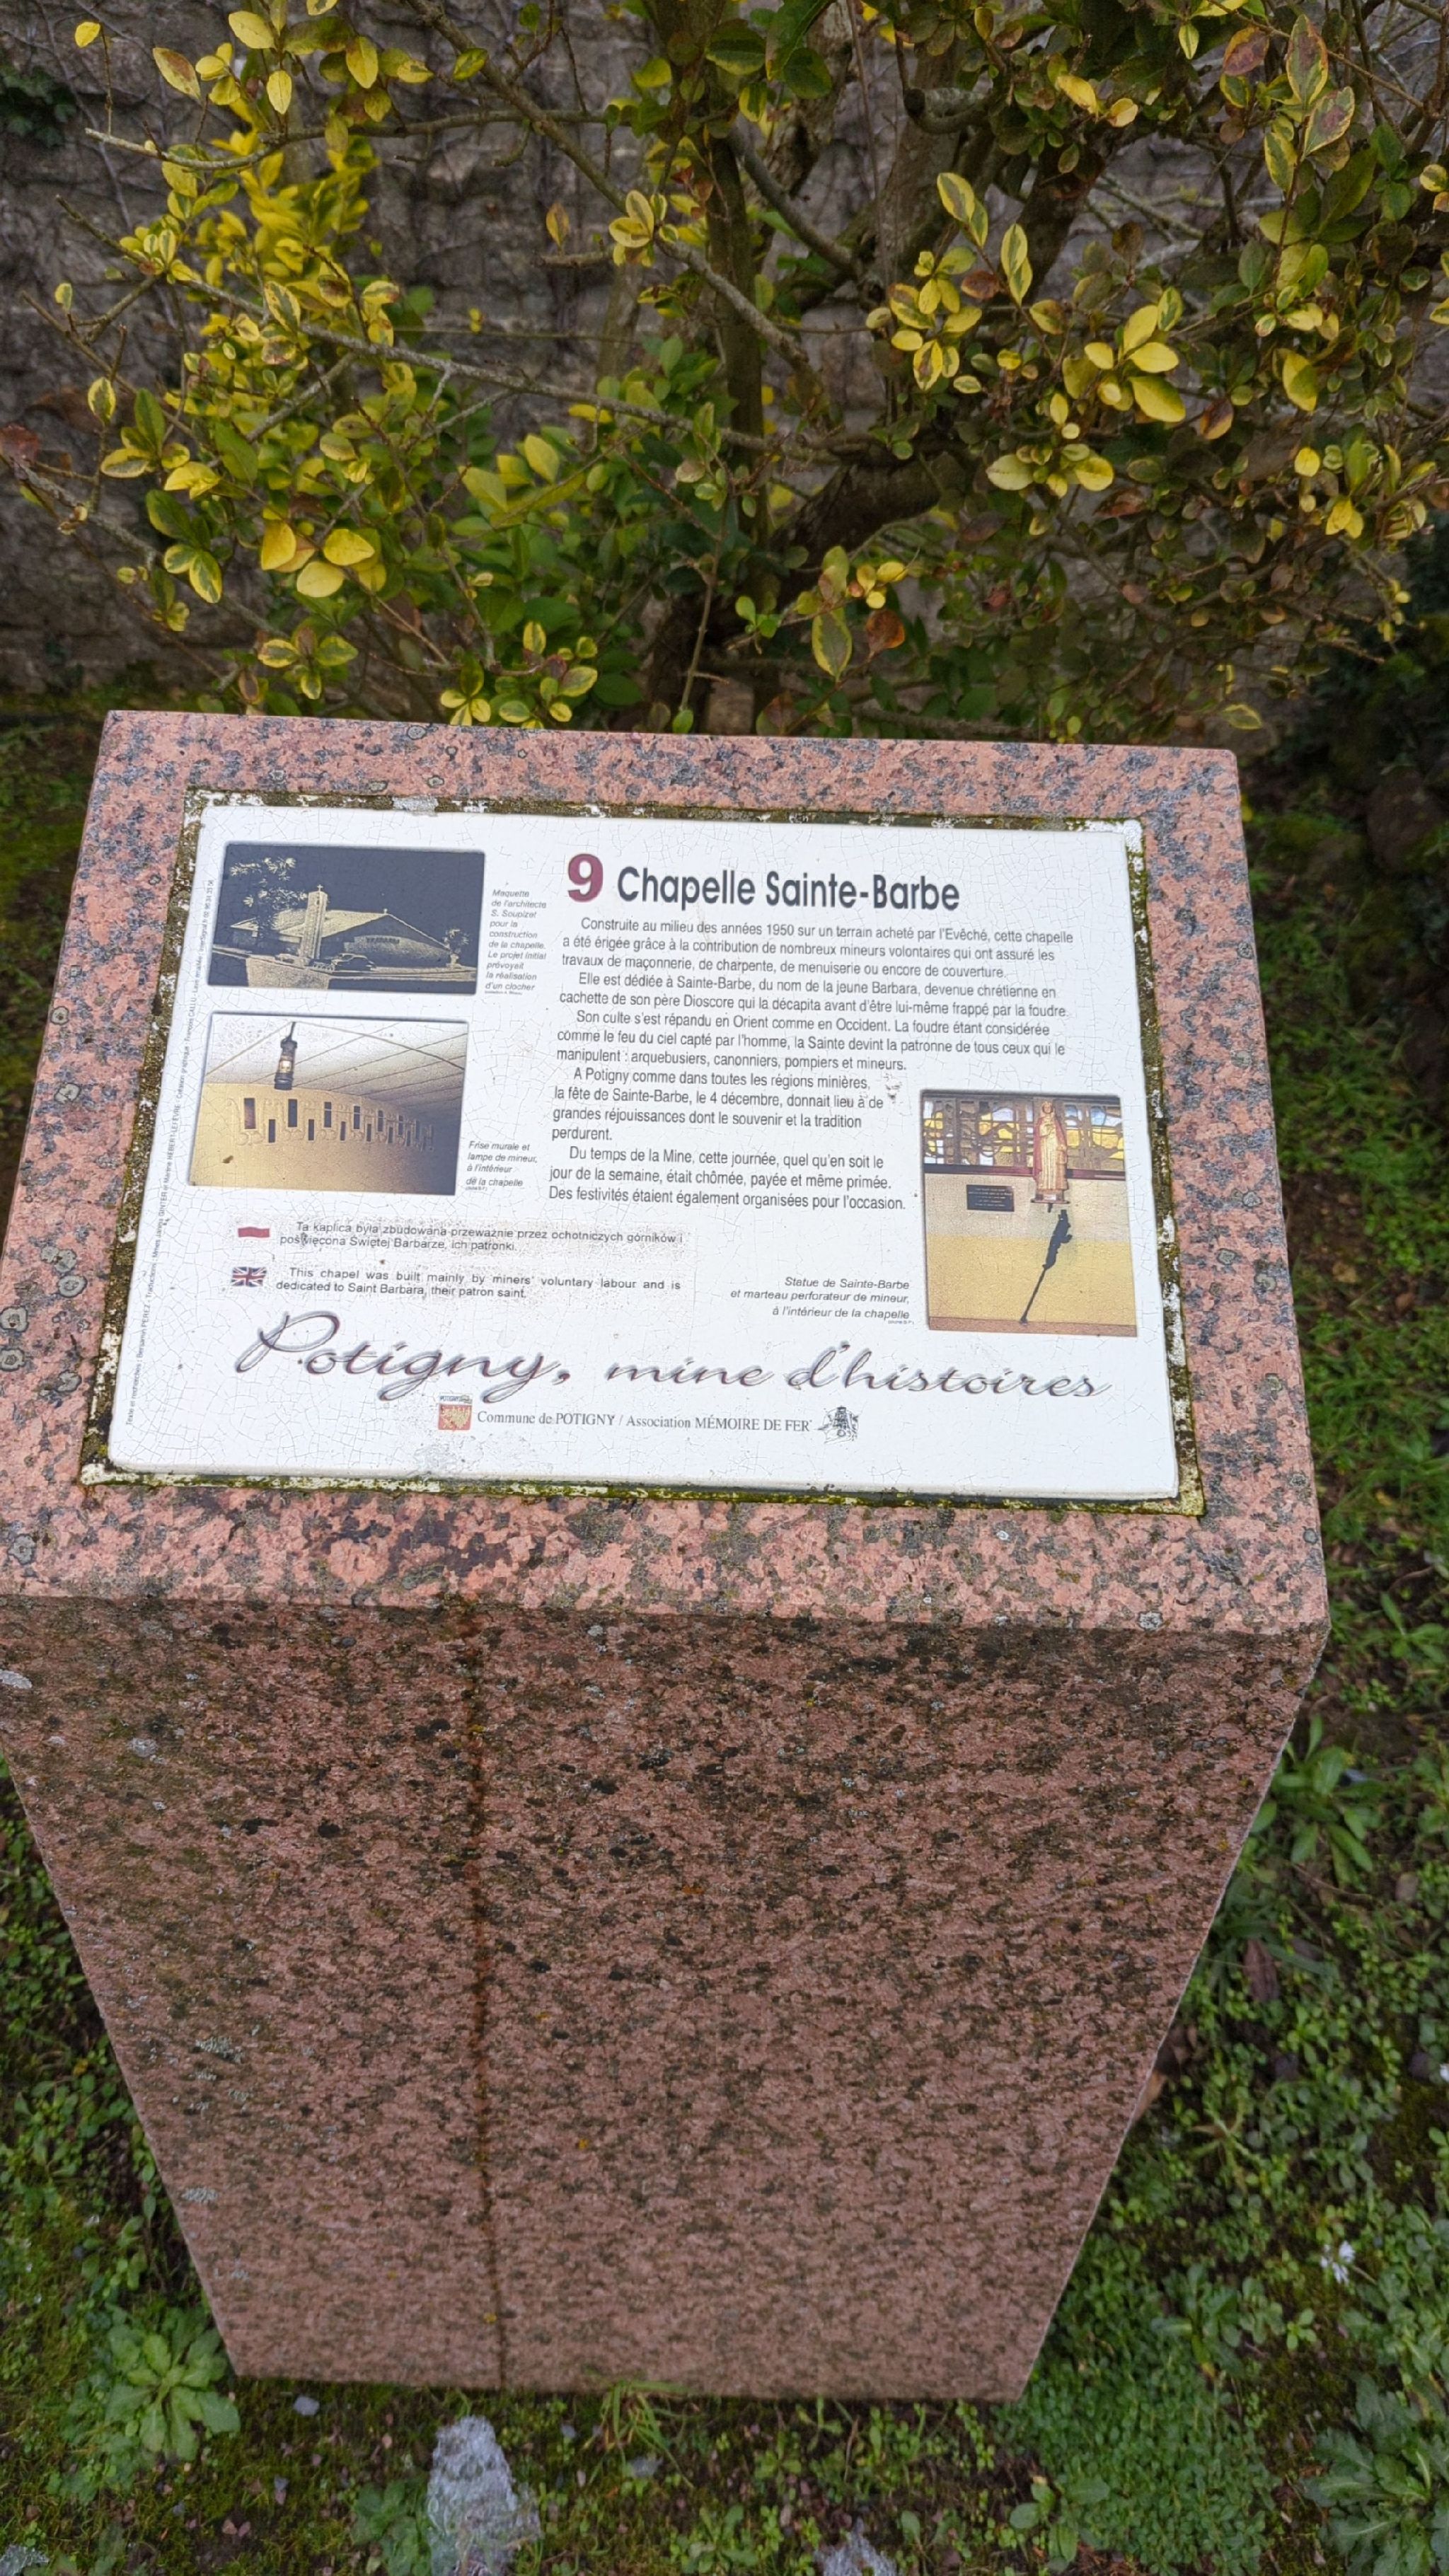 9 Chapelle Sainte-Barbe
Construite au milieu des années 1950 sur un terrain acheté par l'Evêché, cette chapelle
a été érigée grâce à la contribution de nombreux mineurs volontaires qui ont assuré les
travaux de maçonnerie, de charpente, de menuiserie ou encore de couverture.
Elle est dédiée à Sainte-Barbe, du nom de la jeune Barbara, devenue chrétienne en
cachette de son père Dioscore qui la décapita avant d'être lui-même frappé par la foudre.
Son culte s'est répandu en Orient comme en Occident. La foudre étant considérée
comme le feu du ciel capté par l'homme, la Sainte devint la patronne de tous ceux qui le
manipulent : arquebusiers, canonniers, pompiers et mineurs.
A Potigny comme dans toutes les régions minières,
la fête de Sainte-Barbe, le 4 décembre, donnait lieu à de
grandes réjouissances dont le souvenir et la tradition
perdurent.
Du temps de la Mine, cette journée, quel qu'en soit le
jour de la semaine, était chômée, payée et même primée.
Des festivités étaient également organisées pour l'occasion.
Maquette
de l'architecte
S. Soupizet
pour la
construction
de la chapelle.
Le projet initial
prévoyait
la réalisation
d'un clocher
Frise murale et
lampe de mineur,
à l'intérieur
de la chapelle
Ta kaplica była zbudowana przeważnie przez ochotniczych górników i
poświęcona Świętej Barbarze, ich patronki.
This chapel was built mainly by miners' voluntary labour and is
dedicated to Saint Barbara, their patron saint.
Statue de Sainte-Barbe
et marteau perforateur de mineur,
à l'intérieur de la chapelle
Potigny, mine d'histoires
Commune de POTIGNY / Association MÉMOIRE DE FER